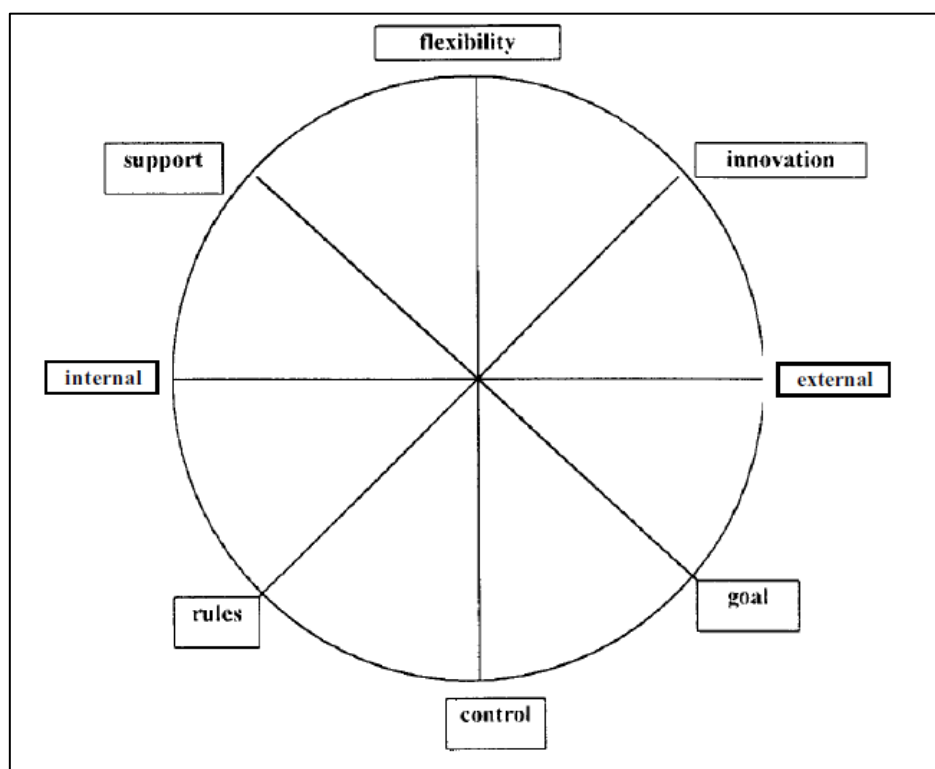 flexibility
support
innovation
internal
external
rules
goal
control